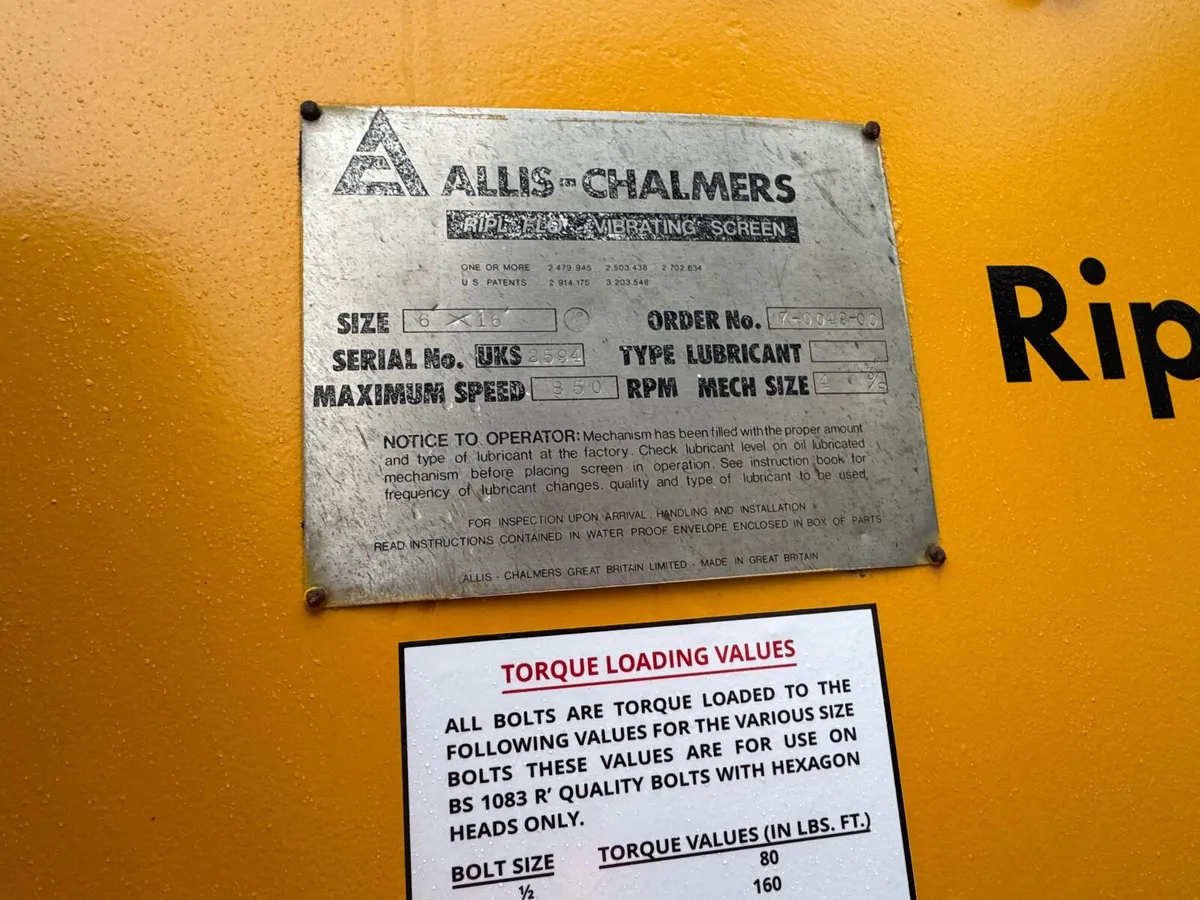 ALLIS-CHALMERS
RIPL-FLO VIBRATING SCREEN
ONE OR MORE 2 479 945 2.503.438 2 702 634
U S PATENTS 2 914.175 3.203.548
SIZE 6' X 16' ORDER No. 7-0048-00
SERIAL No. UKS 2594 TYPE LUBRICANT
MAXIMUM SPEED 850 RPM MECH SIZE 4
NOTICE TO OPERATOR: Mechanism has been filled with the proper amount
and type of lubricant at the factory. Check lubricant level on oil lubricated
mechanism before placing screen in operation. See instruction book for
frequency of lubricant changes, quality and type of lubricant to be used.
FOR INSPECTION UPON ARRIVAL, HANDLING AND INSTALLATION
READ INSTRUCTIONS CONTAINED IN WATER PROOF ENVELOPE ENCLOSED IN BOX OF PARTS
ALLIS - CHALMERS GREAT BRITAIN LIMITED - MADE IN GREAT BRITAIN
Rip
TORQUE LOADING VALUES
ALL BOLTS ARE TORQUE LOADED TO THE
FOLLOWING VALUES FOR THE VARIOUS SIZE
BOLTS THESE VALUES ARE FOR USE ON
BS 1083 R' QUALITY BOLTS WITH HEXAGON
HEADS ONLY.
BOLT SIZE TORQUE VALUES (IN LBS. FT.)
½ 80
160